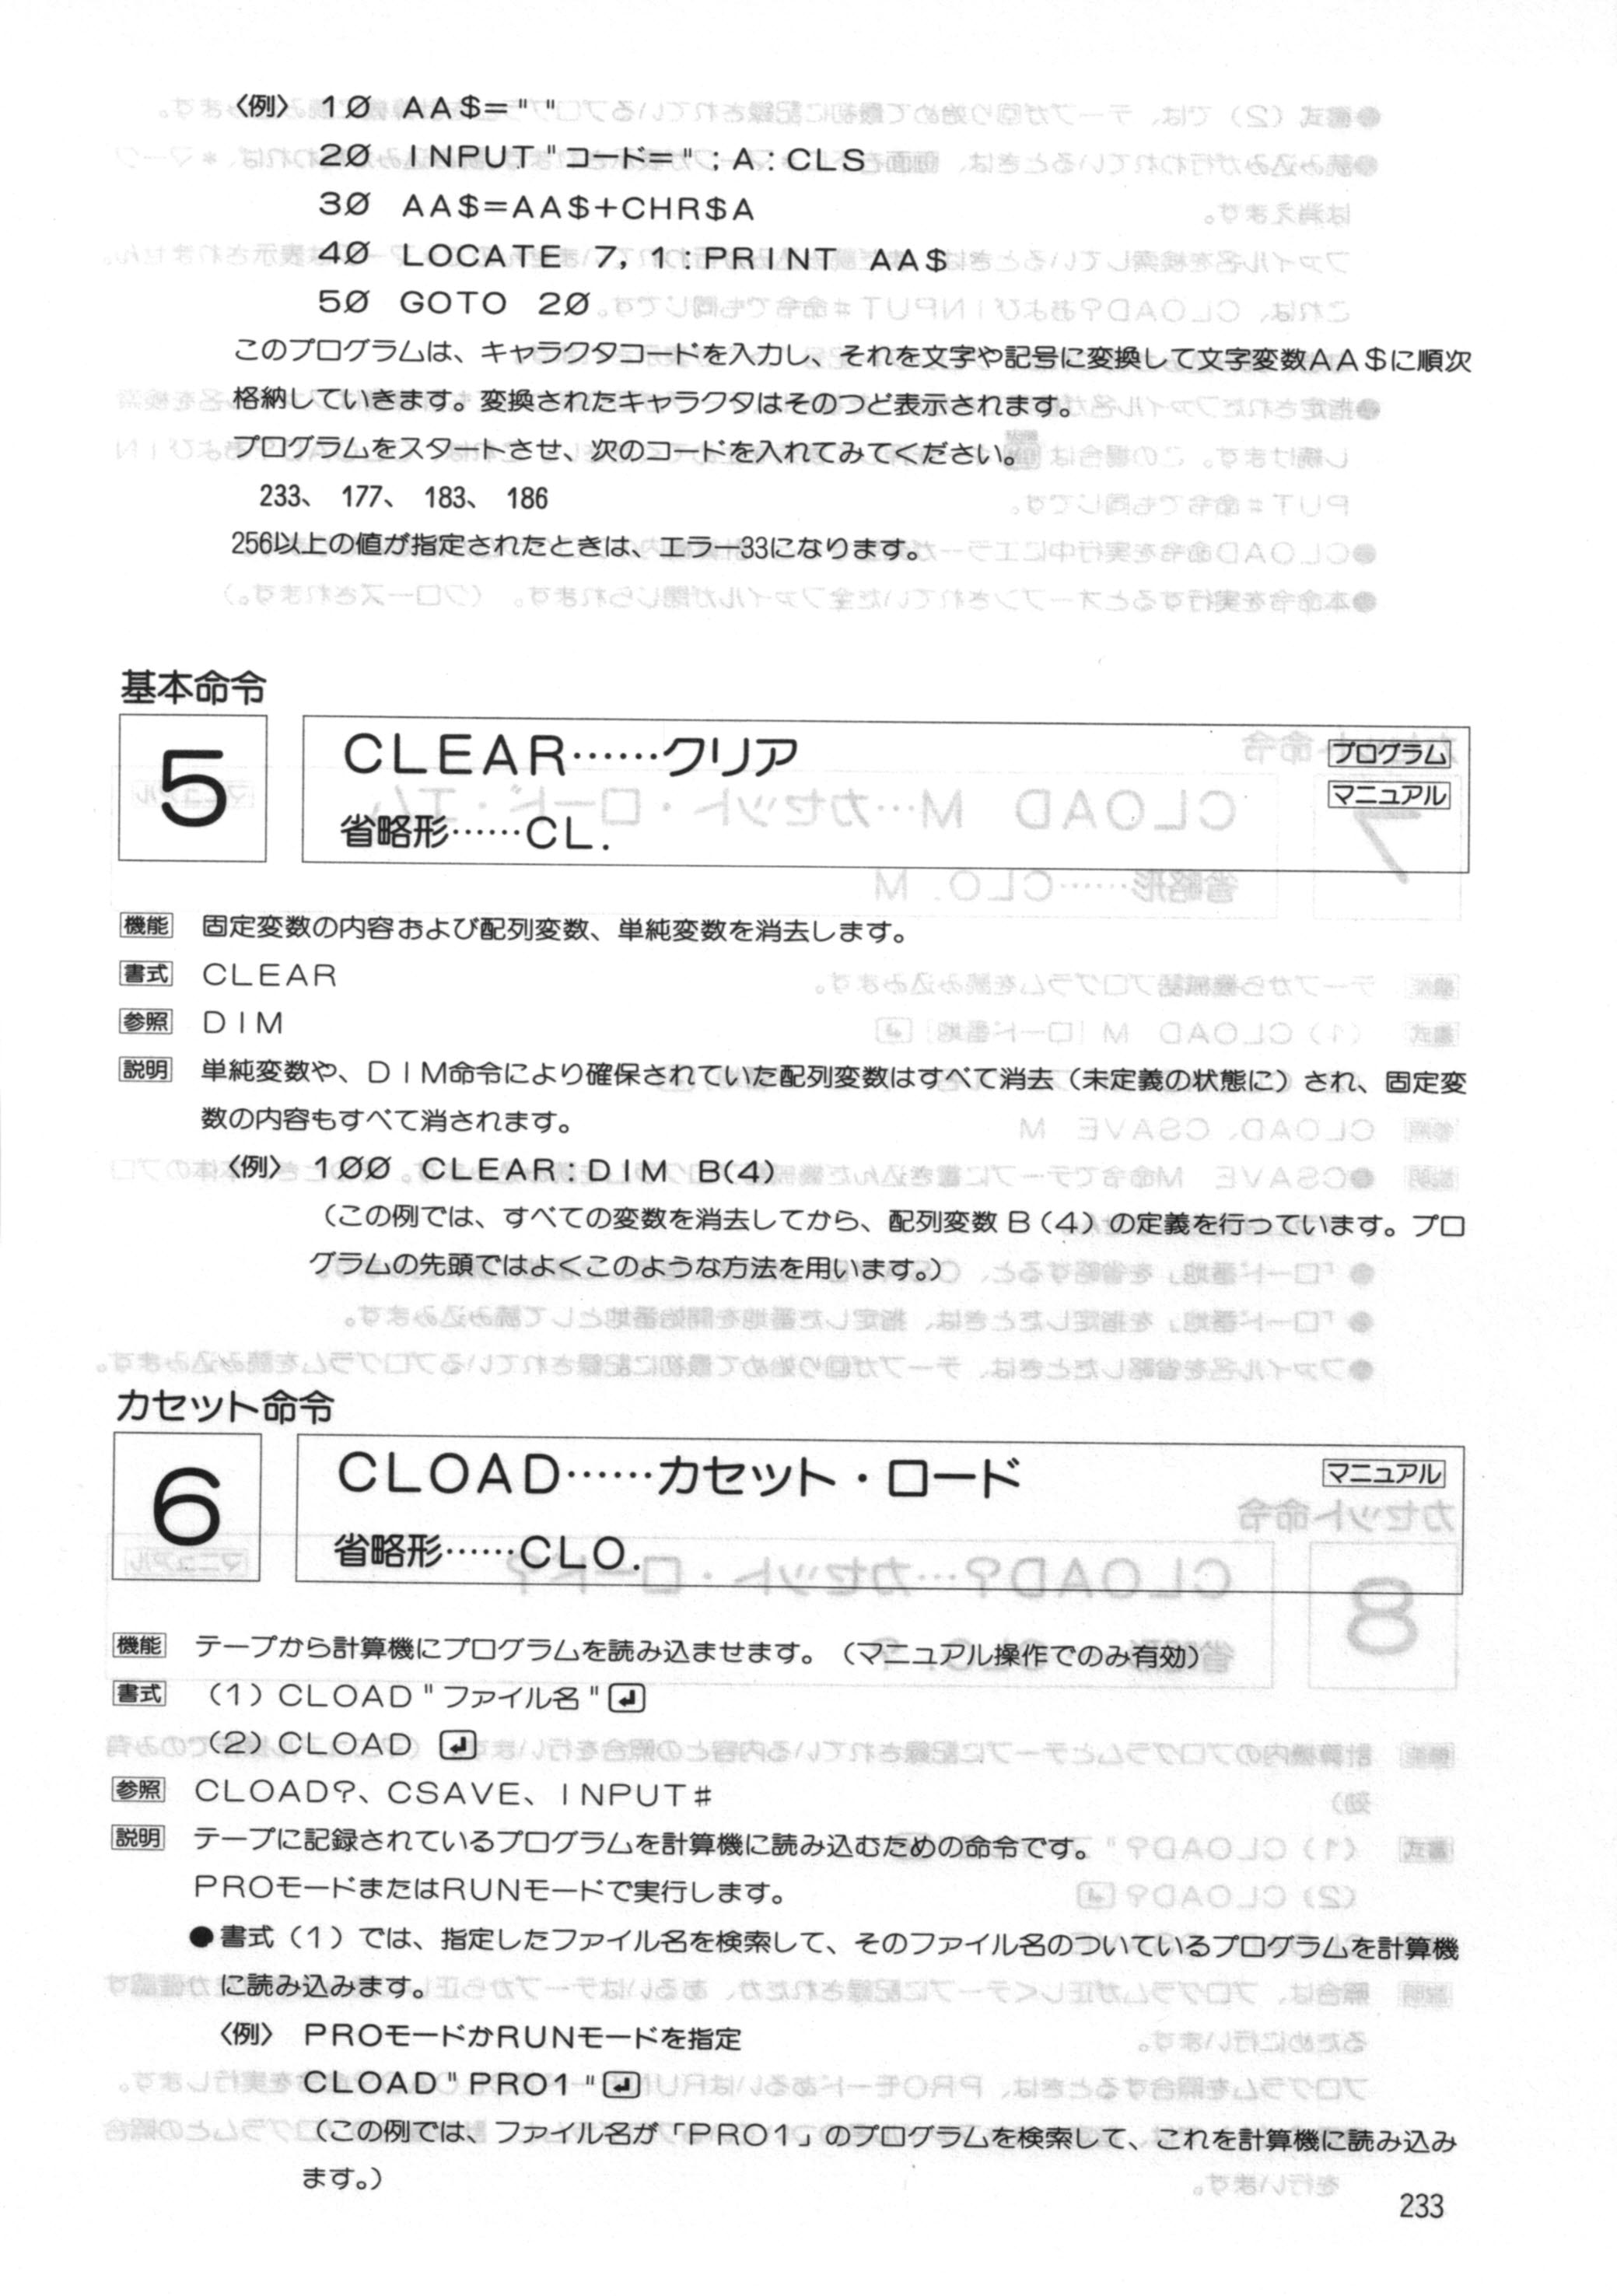 〈例〉 1Ø AA$=" "
2Ø INPUT"コード=";A:CLS
3Ø AA$=AA$+CHR$A
4Ø LOCATE 7, 1:PRINT AA$
5Ø GOTO 2Ø
このプログラムは、キャラクタコードを入力し、それを文字や記号に変換して文字変数AA$に順次
格納していきます。変換されたキャラクタはそのつど表示されます。
プログラムをスタートさせ、次のコードを入れてみてください。
233、 177、 183、 186
256以上の値が指定されたときは、エラー33になります。
基本命令
5
CLEAR……クリア
プログラム
マニュアル
省略形……CL.
機能 固定変数の内容および配列変数、単純変数を消去します。
書式 CLEAR
参照 DIM
説明 単純変数や、DIM命令により確保されていた配列変数はすべて消去（未定義の状態に）され、固定変
数の内容もすべて消されます。
〈例〉 1ØØ CLEAR:DIM B(4)
（この例では、すべての変数を消去してから、配列変数B（4）の定義を行っています。プロ
グラムの先頭ではよくこのような方法を用います。）
カセット命令
6
CLOAD……カセット・ロード
マニュアル
省略形……CLO.
機能 テープから計算機にプログラムを読み込ませます。（マニュアル操作でのみ有効）
書式 （1）CLOAD"ファイル名"↵
（2）CLOAD ↵
参照 CLOAD?、CSAVE、INPUT#
説明 テープに記録されているプログラムを計算機に読み込むための命令です。
PROモードまたはRUNモードで実行します。
●書式（1）では、指定したファイル名を検索して、そのファイル名のついているプログラムを計算機
に読み込みます。
〈例〉 PROモードかRUNモードを指定
CLOAD"PRO1"↵
（この例では、ファイル名が「PRO1」のプログラムを検索して、これを計算機に読み込み
ます。）
233